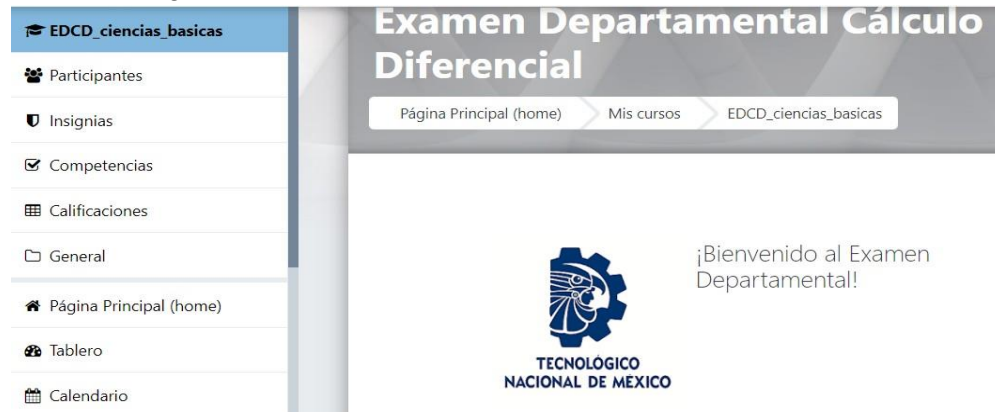 EDCD_ciencias_basicas
Participantes
Insignias
Competencias
Calificaciones
General
Página Principal (home)
Tablero
Calendario
Examen Departamental Cálculo
Diferencial
Página Principal (home) Mis cursos EDCD_ciencias_basicas
¡Bienvenido al Examen
Departamental!
TECNOLÓGICO
NACIONAL DE MÉXICO